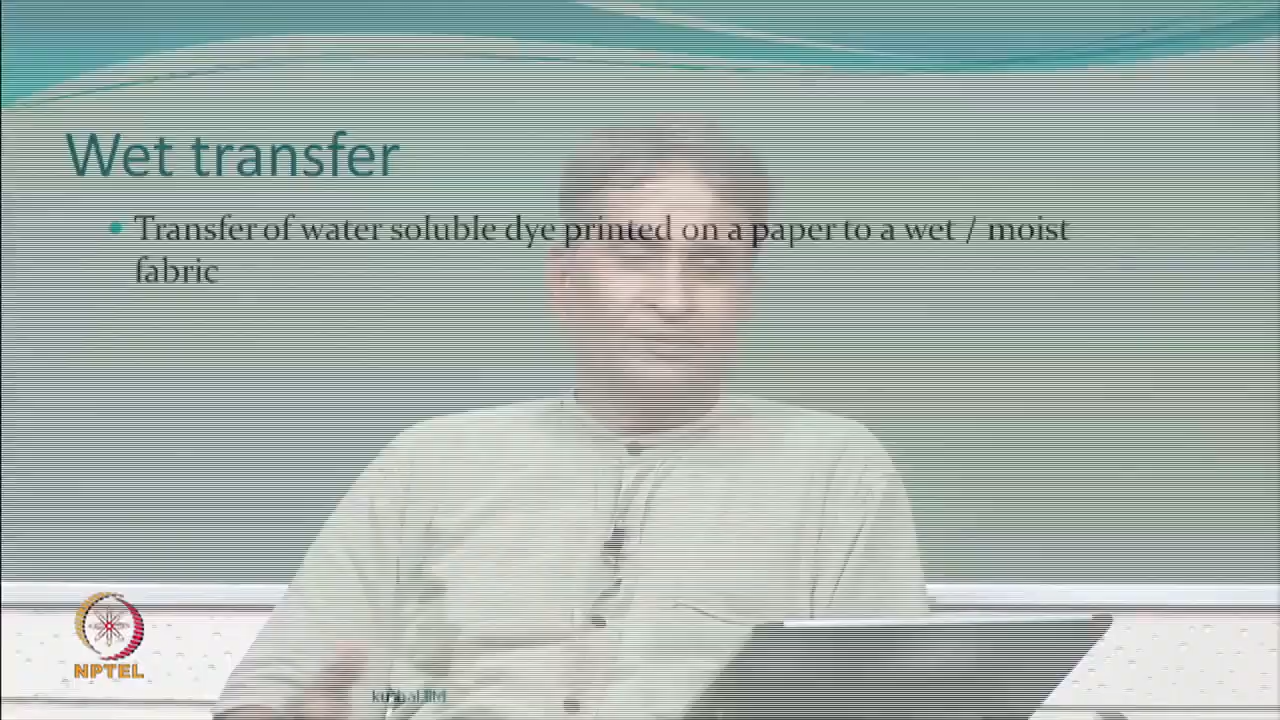 Wet transfer
Transfer of water soluble dye printed on a paper to a wet / moist
fabric
NPTEL